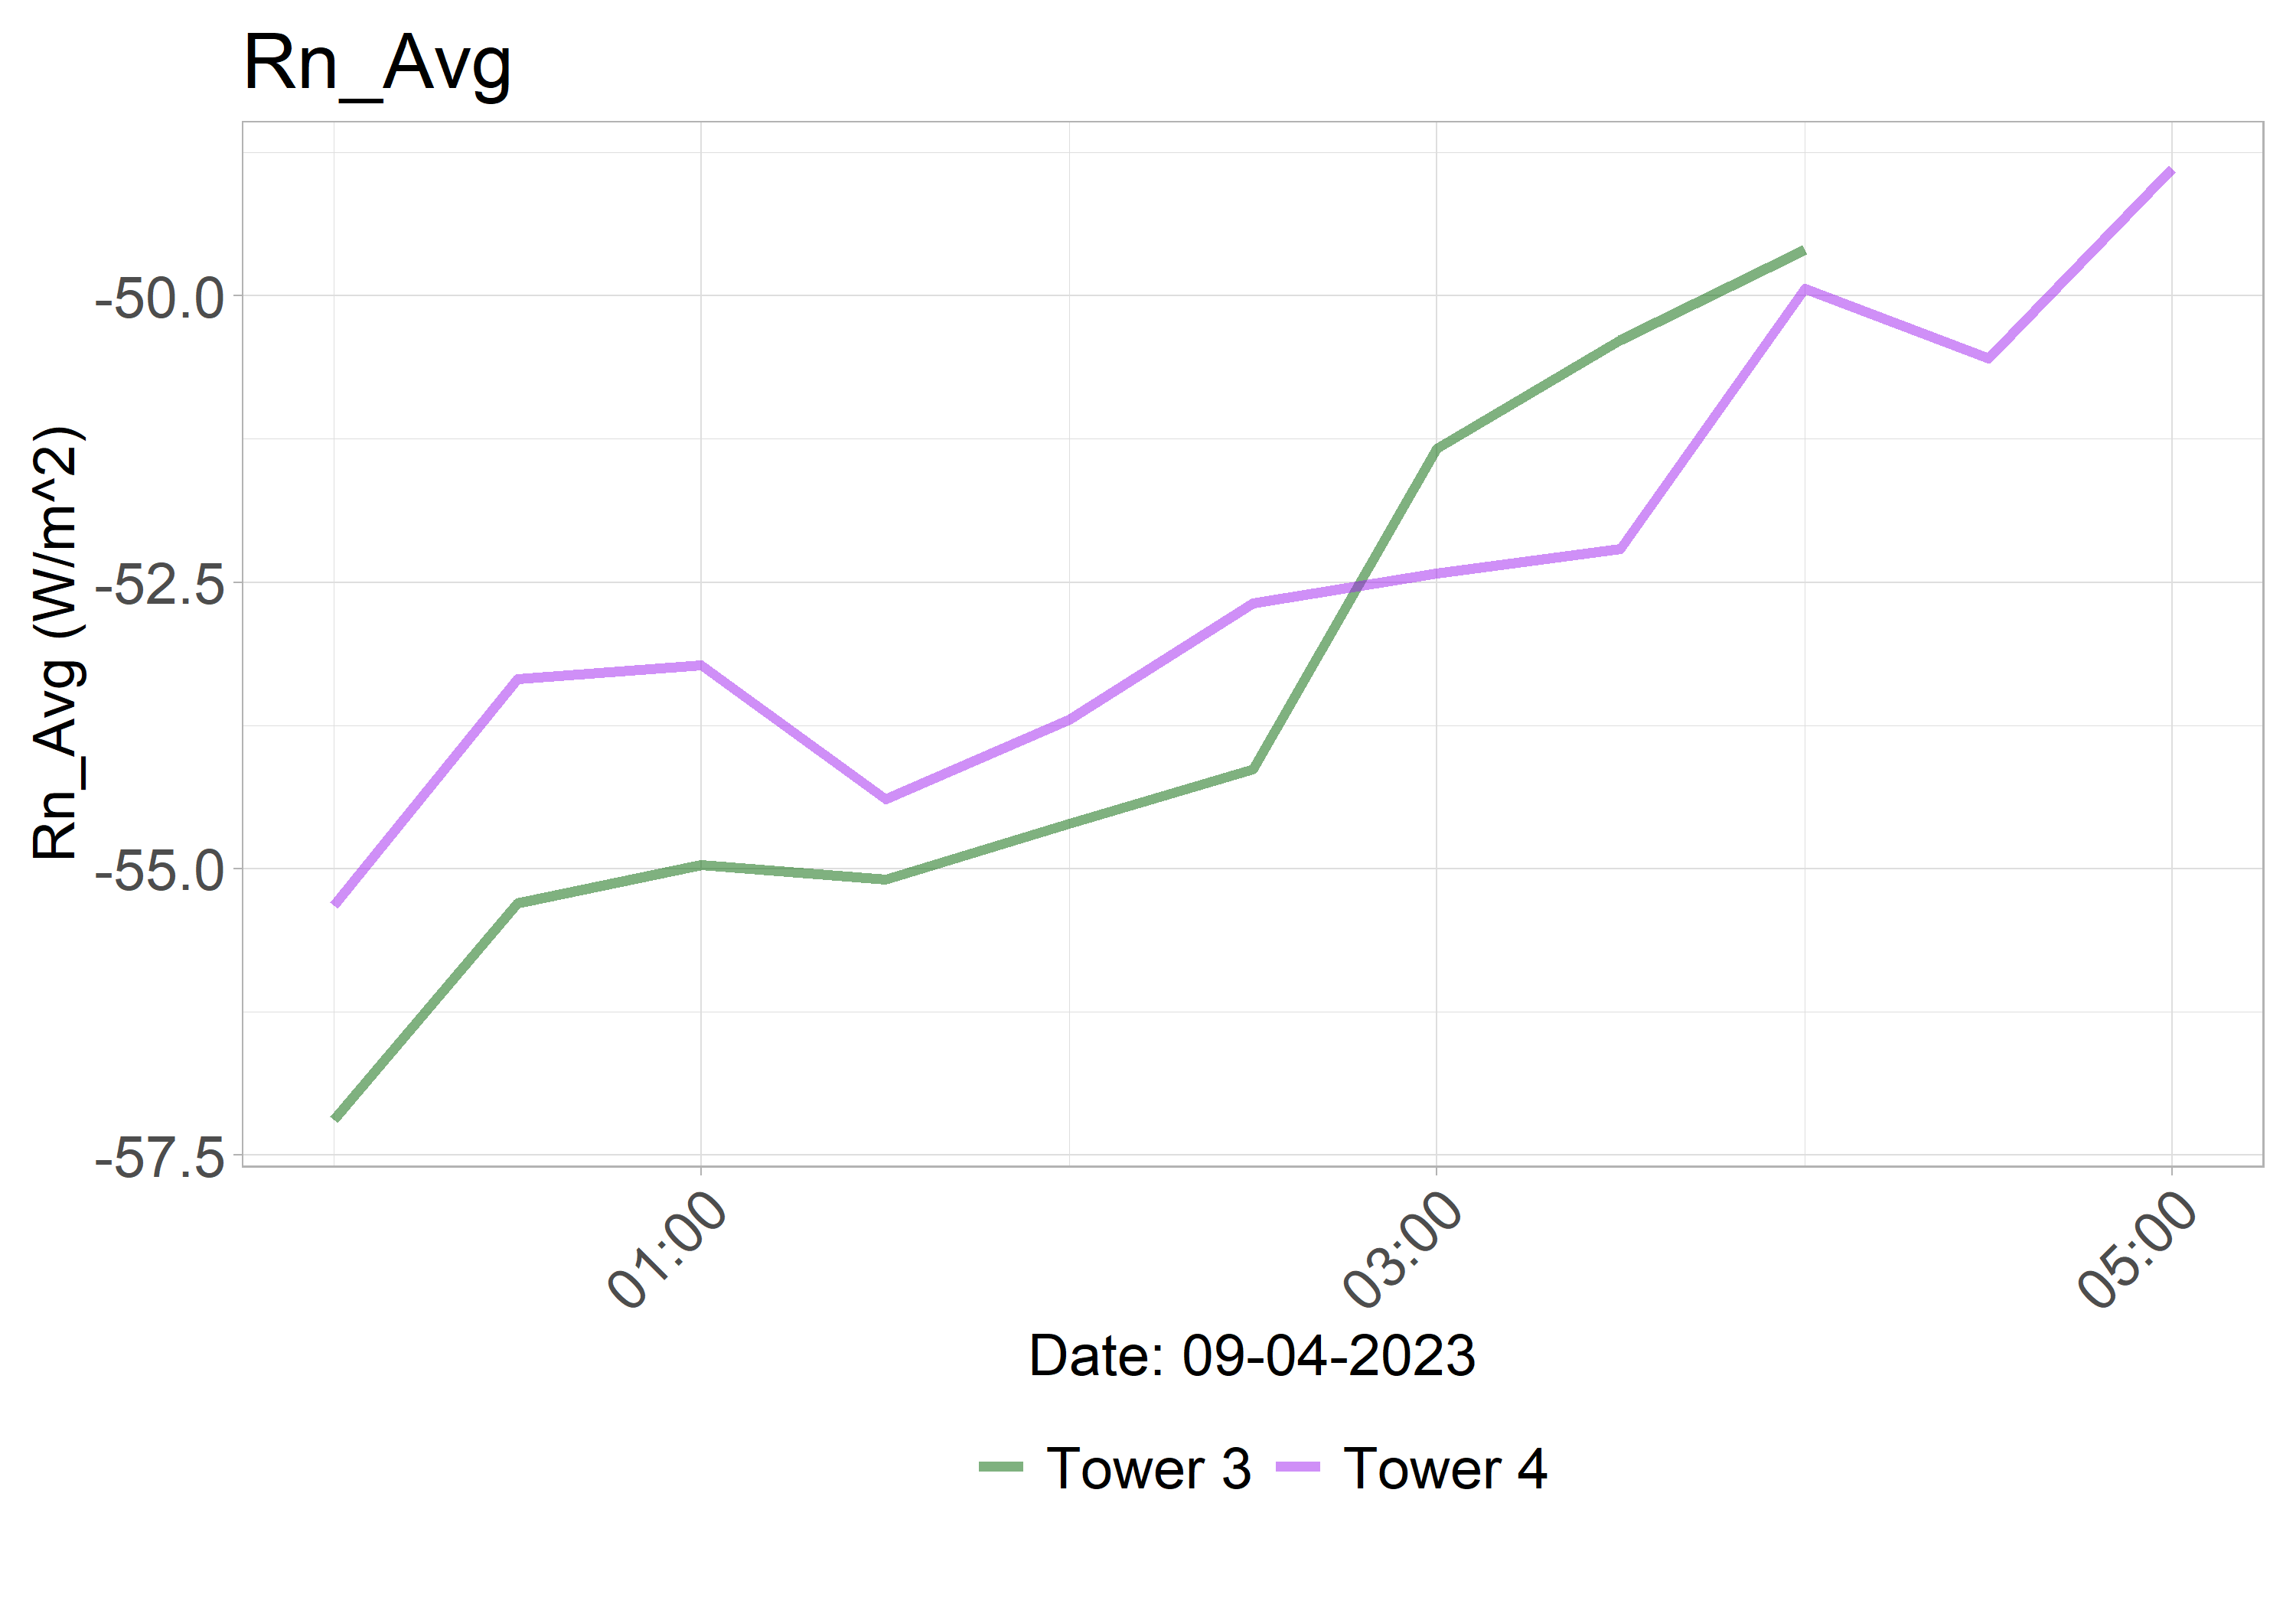 Rn_Avg
Rn_Avg (W/m^2)
-50.0
-52.5
-55.0
-57.5
01:00
03:00
05:00
Date: 09-04-2023
Tower 3
Tower 4